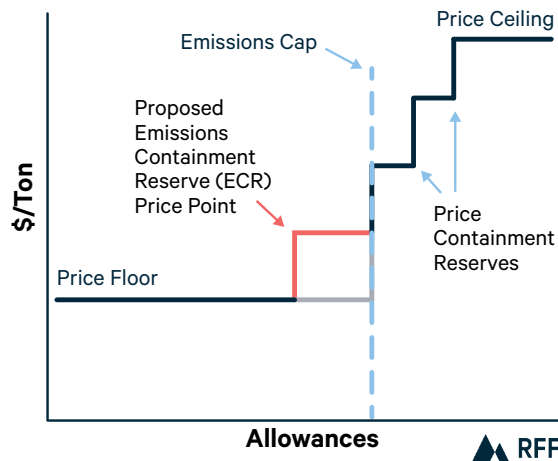 Price Ceiling
Emissions Cap
Proposed
Emissions
Containment
Reserve (ECR)
Price Point
Price
Containment
Reserves
Price Floor
$/Ton
Allowances
RFF